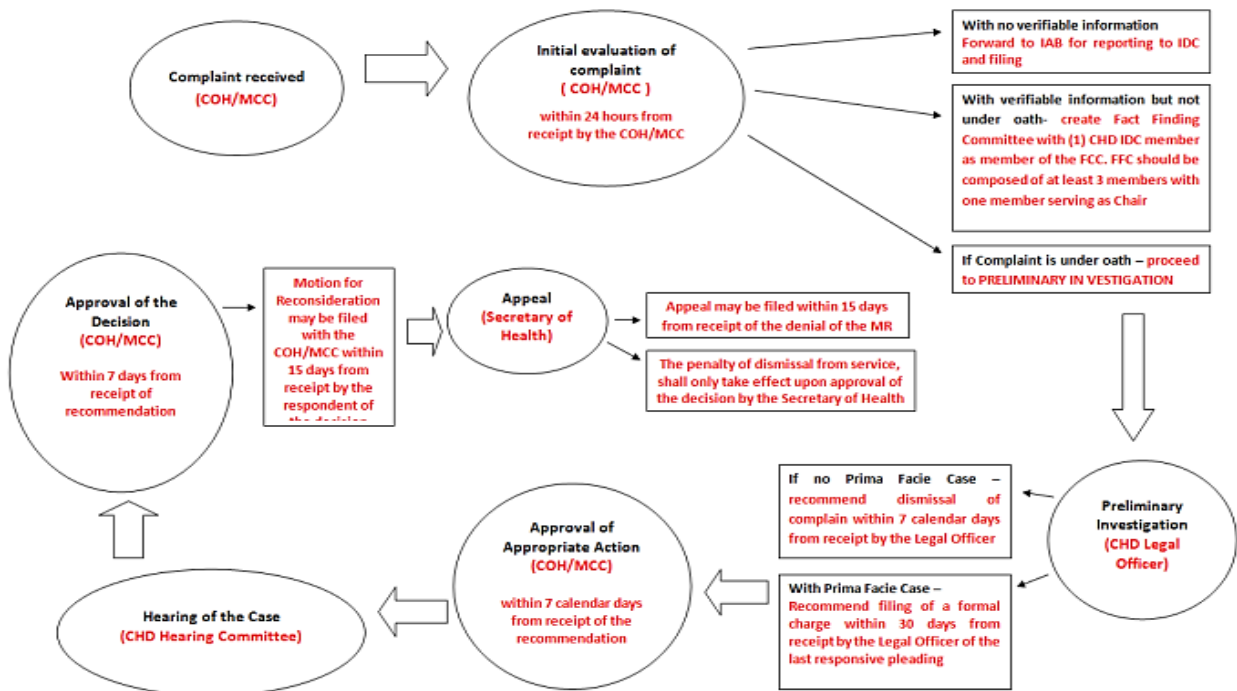 Complaint received
(COH/MCC)
Initial evaluation of
complaint
( COH/MCC )
within 24 hours from
receipt by the COH/MCC
With no verifiable information
Forward to IAB for reporting to IDC
and filing
With verifiable information but not
under oath- create Fact Finding
Committee with (1) CHD IDC member
as member of the FCC. FFC should be
composed of at least 3 members with
one member serving as Chair
If Complaint is under oath – proceed
to PRELIMINARY IN VESTIGATION
Approval of the
Decision
(COH/MCC)
Within 7 days from
receipt of
recommendation
Motion for
Reconsideration
may be filed
with the
COH/MCC within
15 days from
receipt by the
respondent of
the decision
Appeal
(Secretary of
Health)
Appeal may be filed within 15 days
from receipt of the denial of the MR
The penalty of dismissal from service,
shall only take effect upon approval of
the decision by the Secretary of Health
If no Prima Facie Case –
recommend dismissal of
complain within 7 calendar days
from receipt by the Legal Officer
Preliminary
Investigation
(CHD Legal
Officer)
With Prima Facie Case –
Recommend filing of a formal
charge within 30 days from
receipt by the Legal Officer of the
last responsive pleading
Approval of
Appropriate Action
(COH/MCC)
within 7 calendar days
from receipt of the
recommendation
Hearing of the Case
(CHD Hearing Committee)